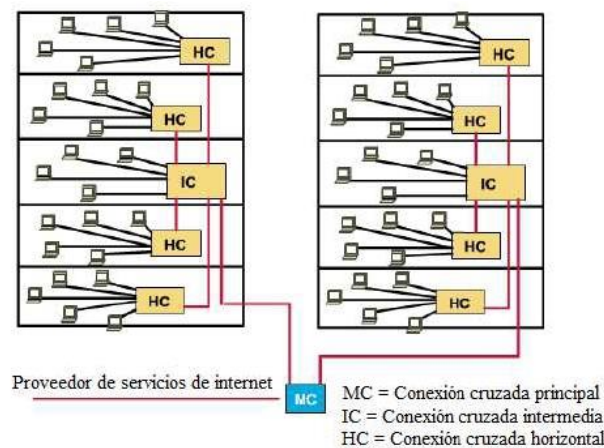 HC
HC
HC
HC
IC
IC
HC
HC
HC
HC
Proveedor de servicios de internet
MC
MC = Conexión cruzada principal
IC = Conexión cruzada intermedia
HC = Conexión cruzada horizontal